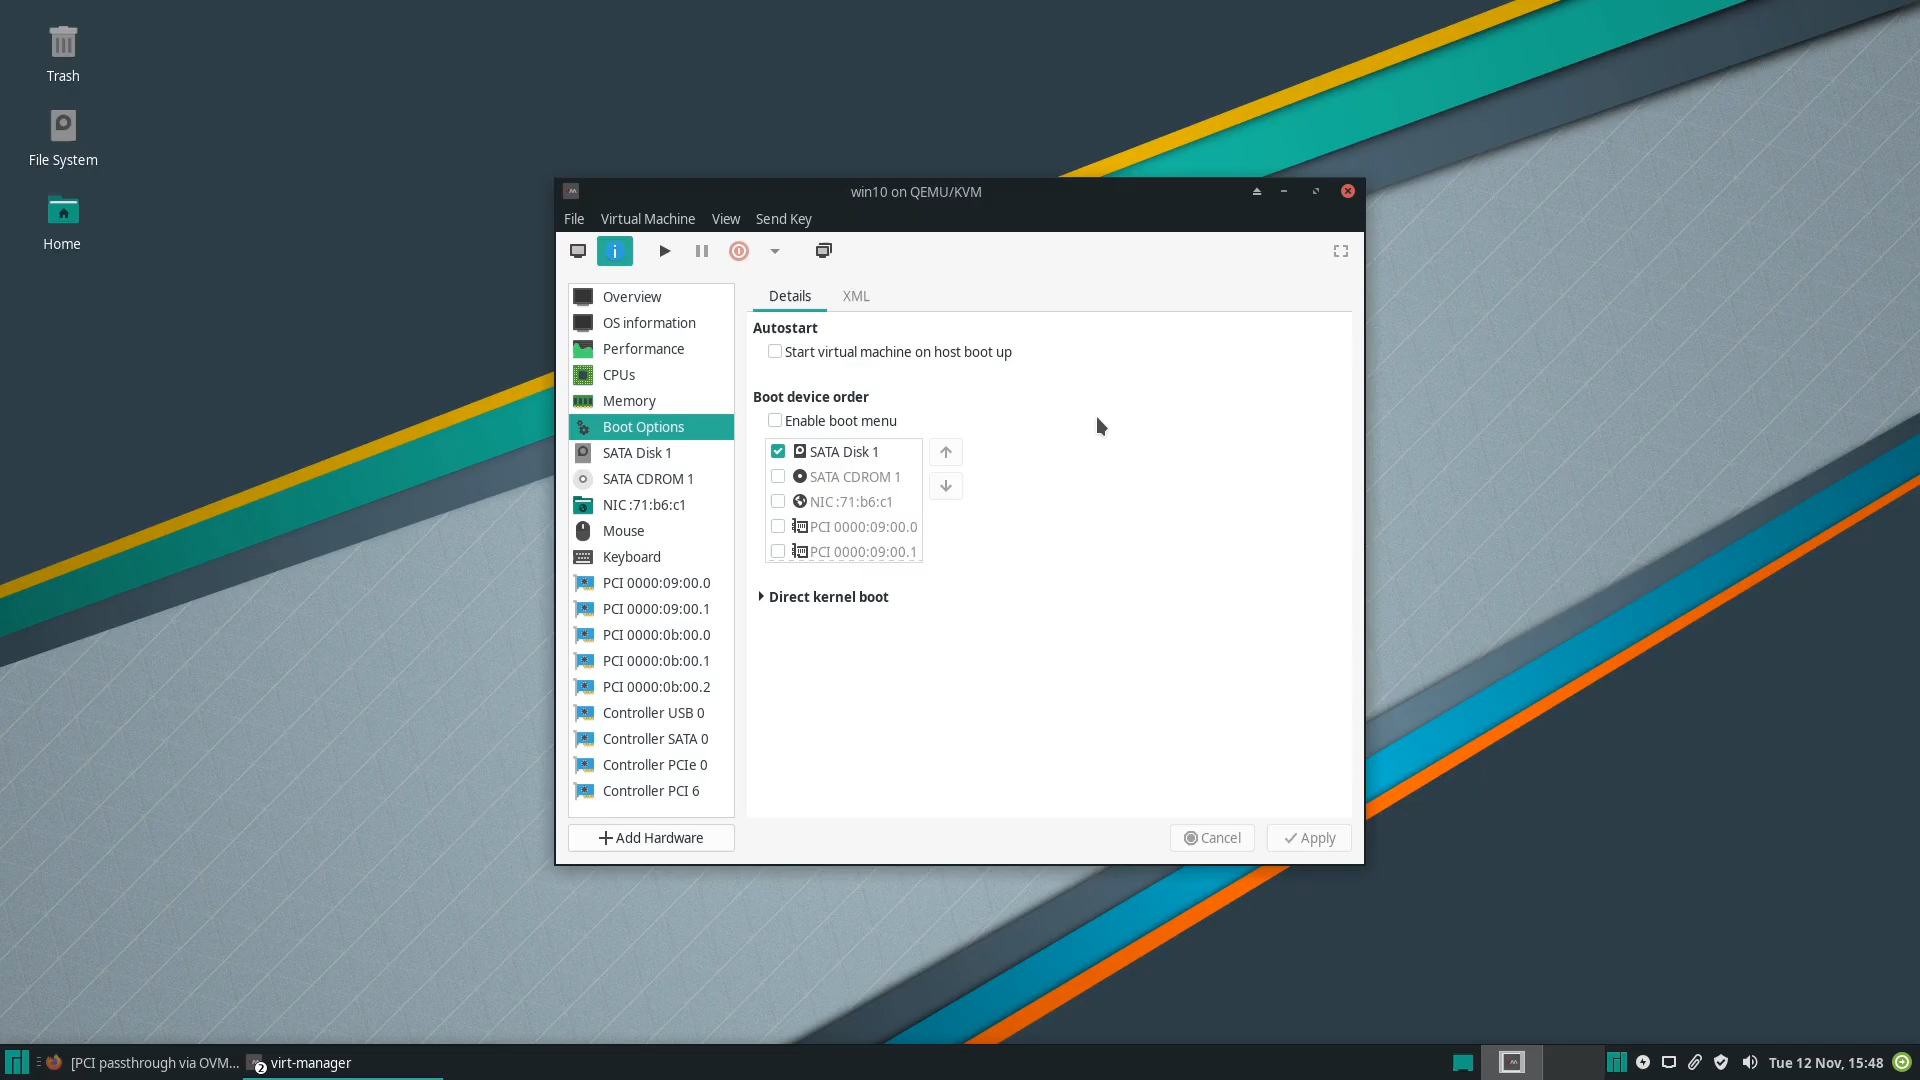 Trash
File System
Home
win10 on QEMU/KVM
File Virtual Machine View Send Key
Overview
OS information
Performance
CPUs
Memory
Boot Options
SATA Disk 1
SATA CDROM 1
NIC :71:b6:c1
Mouse
Keyboard
PCI 0000:09:00.0
PCI 0000:09:00.1
PCI 0000:0b:00.0
PCI 0000:0b:00.1
PCI 0000:0b:00.2
Controller USB 0
Controller SATA 0
Controller PCIe 0
Controller PCI 6
Add Hardware
Details XML
Autostart
Start virtual machine on host boot up
Boot device order
Enable boot menu
SATA Disk 1
SATA CDROM 1
NIC :71:b6:c1
PCI 0000:09:00.0
PCI 0000:09:00.1
Direct kernel boot
Cancel Apply
[PCI passthrough via OVM... 2 virt-manager Tue 12 Nov, 15:48